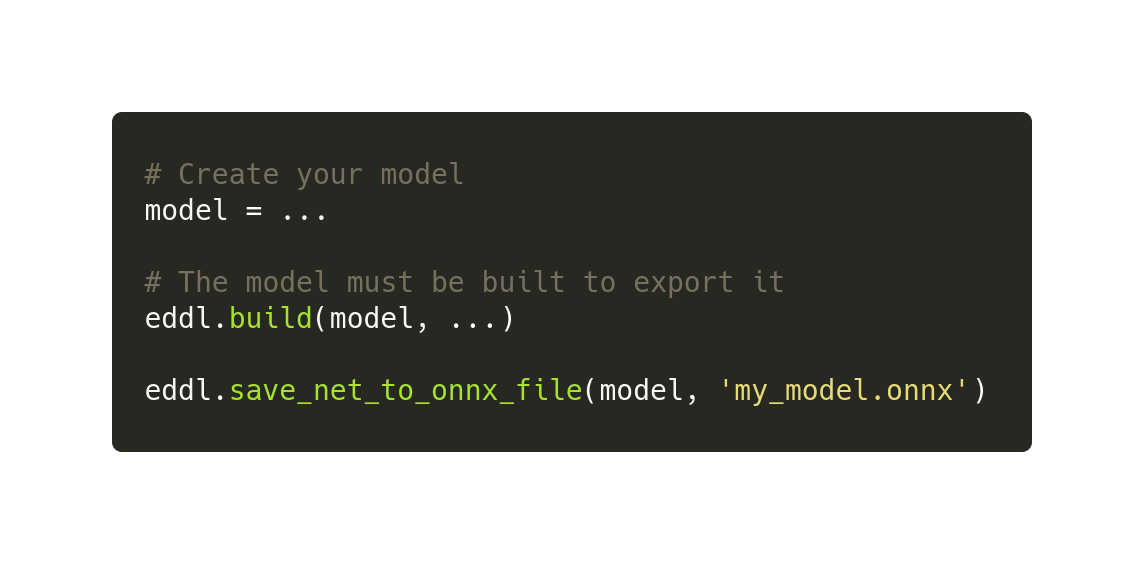 # Create your model
model = ...
# The model must be built to export it
eddl.build(model, ...)
eddl.save_net_to_onnx_file(model, 'my_model.onnx')